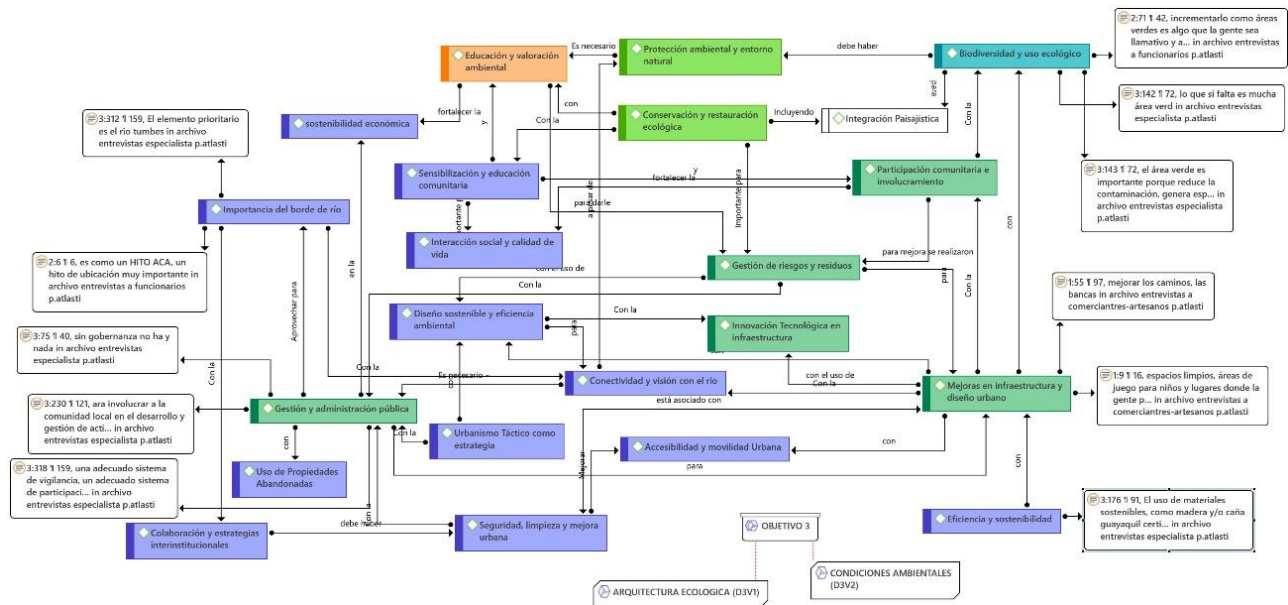 2:71 ¶ 42, incrementarlo como áreas
verdes es algo que la gente sea
llamativo y a... in archivo entrevistas
a funcionarios p.atlasti
Es necesario
Educación y valoración
ambiental
Protección ambiental y entorno
natural
debe haber
Biodiversidad y uso ecológico
3:142 ¶ 72, lo que si falta es mucha
área verd in archivo entrevistas
especialista p.atlasti
para
con
fortalecer la
3:312 ¶ 159, El elemento prioritario
es el rio tumbes in archivo
entrevistas especialista p.atlasti
sostenibilidad económica
y
Con la
Conservación y restauración
ecológica
Incluyendo
Integración Paisajística
Con la
3:143 ¶ 72, el área verde es
importante porque reduce la
contaminación, genera esp... in
archivo entrevistas especialista
p.atlasti
Sensibilización y educación
comunitaria
y
fortalecer la
Participación comunitaria e
involucramiento
Importancia del borde de río
para darle
a pesar de
Importante para
con
Interacción social y calidad de
vida
2:6 ¶ 6, es como un HITO ACA, un
hito de ubicación muy importante in
archivo entrevistas a funcionarios
p.atlasti
en la
con el uso de
Con la
Gestión de riesgos y residuos
para mejora se realizaron
para
Con la
1:55 ¶ 97, mejorar los caminos, las
bancas in archivo entrevistas a
comerciantres-artesanos p.atlasti
Aprovechar para
Diseño sostenible y eficiencia
ambiental
Con la
para
Innovación Tecnológica en
infraestructura
3:75 ¶ 40, sin gobernanza no ha y
nada in archivo entrevistas
especialista p.atlasti
Con la
Con la
Es necesario
Conectividad y visión con el río
con el uso de
Con la
Mejoras en infraestructura y
diseño urbano
1:9 ¶ 16, espacios limpios, áreas de
juego para niños y lugares donde la
gente p... in archivo entrevistas a
comerciantres-artesanos p.atlasti
está asociado con
3:230 ¶ 121, ara involucrar a la
comunidad local en el desarrollo y
gestión de acti... in archivo
entrevistas especialista p.atlasti
Gestión y administración pública
con
Con la
Urbanismo Táctico como
estrategia
Accesibilidad y movilidad Urbana
con
para
con
Mejorar
3:318 ¶ 159, una adecuado sistema
de vigilancia, un adecuado sistema
de participaci... in archivo
entrevistas especialista p.atlasti
Uso de Propiedades
Abandonadas
Con la
3:176 ¶ 91, El uso de materiales
sostenibles, como madera y/o caña
guayaquil certi... in archivo
entrevistas especialista p.atlasti
Colaboración y estrategias
interinstitucionales
debe haber
Seguridad, limpieza y mejora
urbana
Eficiencia y sostenibilidad
OBJETIVO 3
CONDICIONES AMBIENTALES
(D3V2)
ARQUITECTURA ECOLOGICA (D3V1)